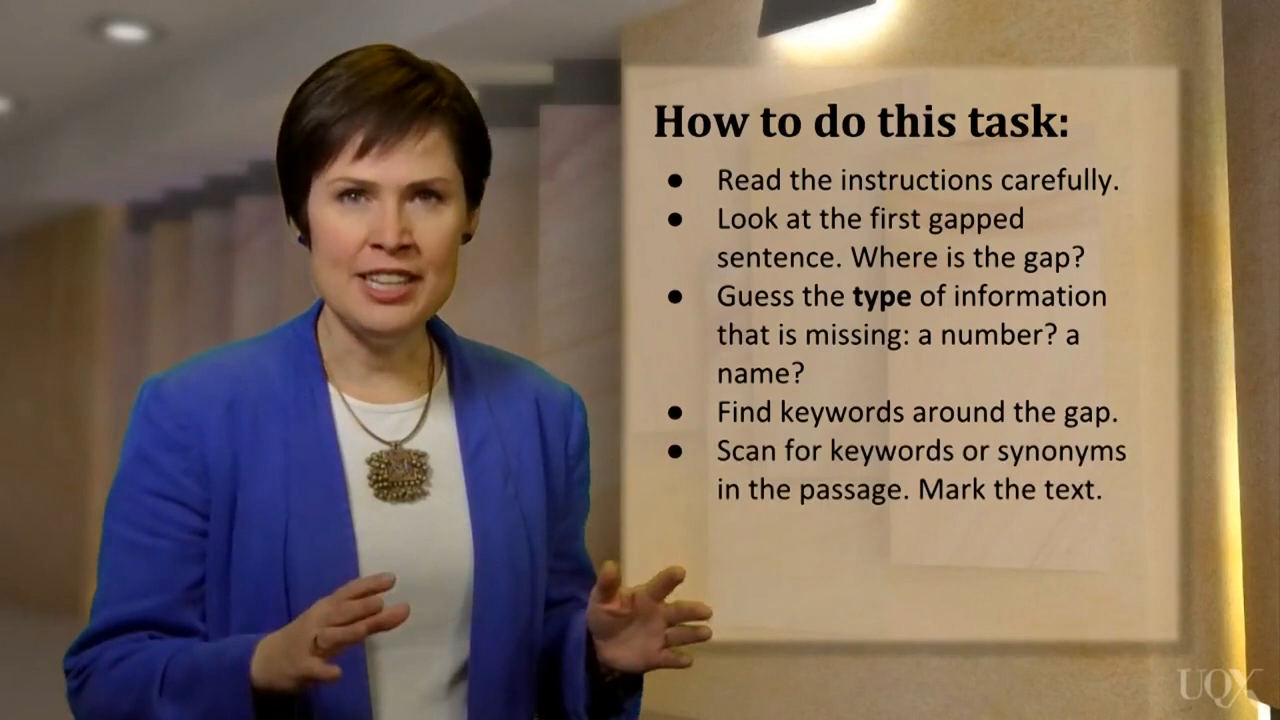 How to do this task:
● Read the instructions carefully.
● Look at the first gapped
sentence. Where is the gap?
● Guess the type of information
that is missing: a number? a
name?
● Find keywords around the gap.
● Scan for keywords or synonyms
in the passage. Mark the text.
UQX